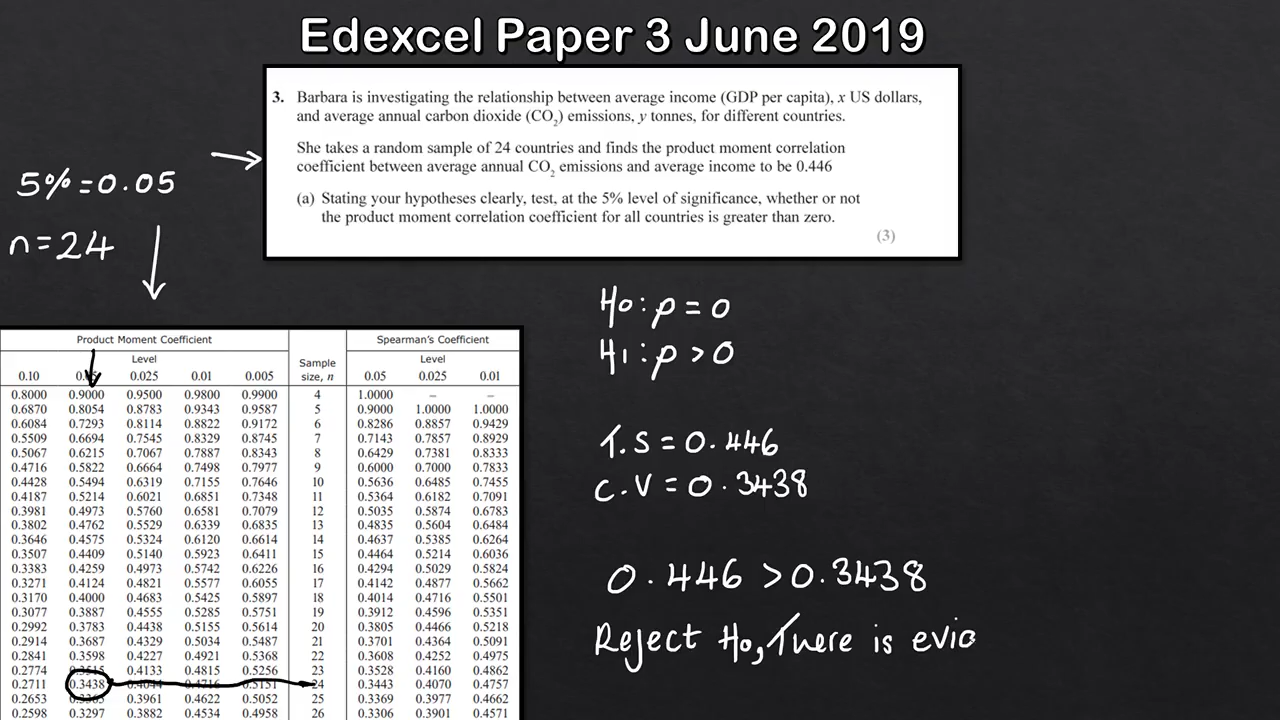 Edexcel Paper 3 June 2019
3. Barbara is investigating the relationship between average income (GDP per capita), x US dollars,
and average annual carbon dioxide (CO₂) emissions, y tonnes, for different countries.
She takes a random sample of 24 countries and finds the product moment correlation
coefficient between average annual CO₂ emissions and average income to be 0.446
(a) Stating your hypotheses clearly, test, at the 5% level of significance, whether or not
the product moment correlation coefficient for all countries is greater than zero.
(3)
5% = 0.05
n = 24
Product Moment Coefficient Spearman's Coefficient
Level Sample Level
0.10 0.025 0.01 0.005 size, n 0.05 0.025 0.01
0.8000 0.9000 0.9500 0.9800 0.9900 4 1.0000 – –
0.6870 0.8054 0.8783 0.9343 0.9587 5 0.9000 1.0000 1.0000
0.6084 0.7293 0.8114 0.8822 0.9172 6 0.8286 0.8857 0.9429
0.5509 0.6694 0.7545 0.8329 0.8745 7 0.7143 0.7857 0.8929
0.5067 0.6215 0.7067 0.7887 0.8343 8 0.6429 0.7381 0.8333
0.4716 0.5822 0.6664 0.7498 0.7977 9 0.6000 0.7000 0.7833
0.4428 0.5494 0.6319 0.7155 0.7646 10 0.5636 0.6485 0.7455
0.4187 0.5214 0.6021 0.6851 0.7348 11 0.5364 0.6182 0.7091
0.3981 0.4973 0.5760 0.6581 0.7079 12 0.5035 0.5874 0.6783
0.3802 0.4762 0.5529 0.6339 0.6835 13 0.4835 0.5604 0.6484
0.3646 0.4575 0.5324 0.6120 0.6614 14 0.4637 0.5385 0.6264
0.3507 0.4409 0.5140 0.5923 0.6411 15 0.4464 0.5214 0.6036
0.3383 0.4259 0.4973 0.5742 0.6226 16 0.4294 0.5029 0.5824
0.3271 0.4124 0.4821 0.5577 0.6055 17 0.4142 0.4877 0.5662
0.3170 0.4000 0.4683 0.5425 0.5897 18 0.4014 0.4716 0.5501
0.3077 0.3887 0.4555 0.5285 0.5751 19 0.3912 0.4596 0.5351
0.2992 0.3783 0.4438 0.5155 0.5614 20 0.3805 0.4466 0.5218
0.2914 0.3687 0.4329 0.5034 0.5487 21 0.3701 0.4364 0.5091
0.2841 0.3598 0.4227 0.4921 0.5368 22 0.3608 0.4252 0.4975
0.2774 0.4133 0.4815 0.5256 23 0.3528 0.4160 0.4862
0.2711 0.3438 0.4044 0.4716 0.5151 24 0.3443 0.4070 0.4757
0.2653 0.3961 0.4622 0.5052 25 0.3369 0.3977 0.4662
0.2598 0.3297 0.3882 0.4534 0.4958 26 0.3306 0.3901 0.4571
H0 : p = 0
H1 : p > 0
T.S = 0.446
C.V = 0.3438
0.446 > 0.3438
Reject H0, There is evic